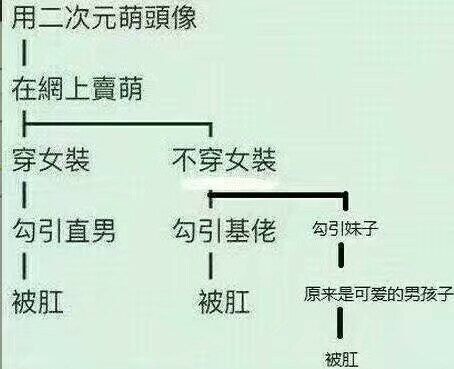 用二次元萌頭像
在網上賣萌
穿女裝
不穿女裝
勾引直男
勾引基佬
勾引妹子
被肛
被肛
原来是可爱的男孩子
被肛